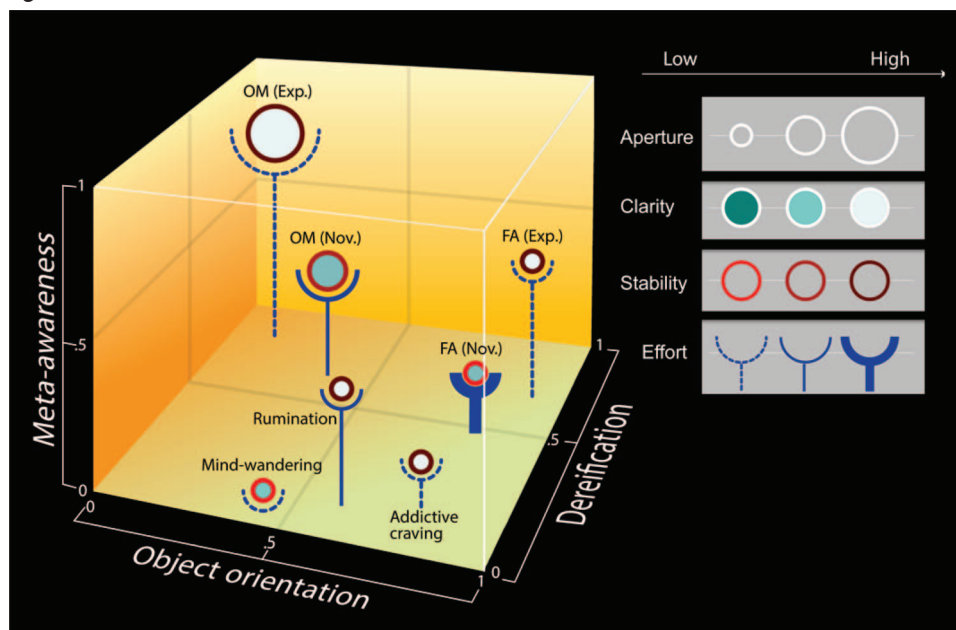 Low
High
OM (Exp.)
Aperture
1
Clarity
OM (Nov.)
FA (Exp.)
Stability
.5
Meta-awareness
FA (Nov.)
1
Effort
Rumination
.5
Dereification
Mind-wandering
0
0
Addictive
craving
.5
Object orientation
1
0